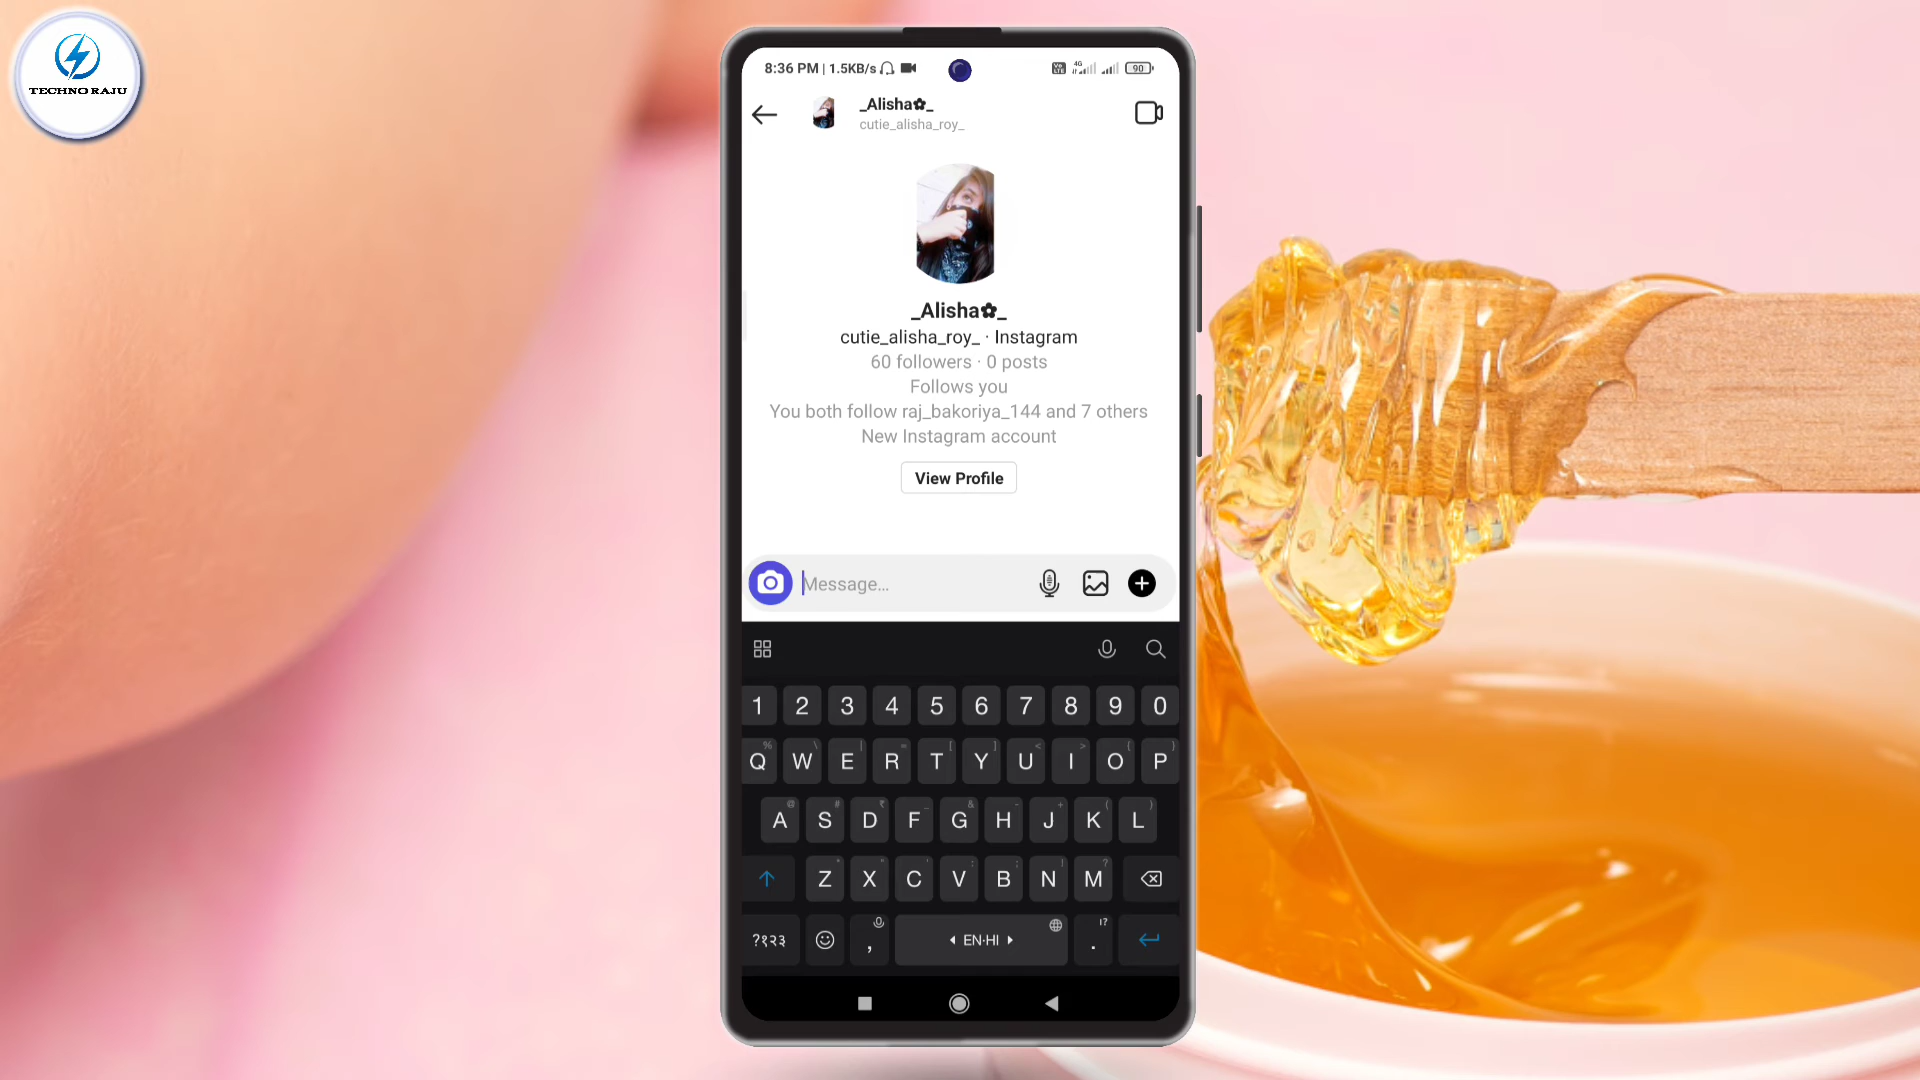 TECHNO RAJU
8:36 PM | 1.5KB/s
4G
90
_Alisha✿_
cutie_alisha_roy_
_Alisha✿_
cutie_alisha_roy_ · Instagram
60 followers · 0 posts
Follows you
You both follow raj_bakoriya_144 and 7 others
New Instagram account
View Profile
Message...
1 2 3 4 5 6 7 8 9 0
Q W E R T Y U I O P
A S D F G H J K L
Z X C V B N M
?१२३ , EN·HI . !?